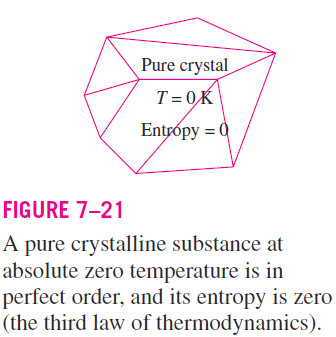 Pure crystal
T = 0 K
Entropy = 0
FIGURE 7–21
A pure crystalline substance at
absolute zero temperature is in
perfect order, and its entropy is zero
(the third law of thermodynamics).